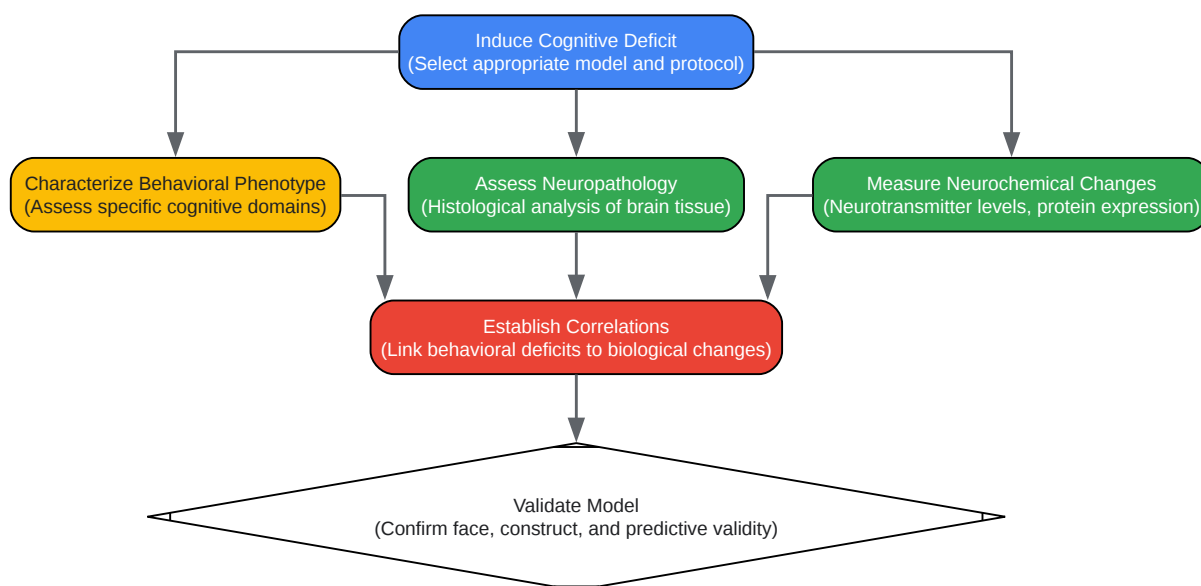 Induce Cognitive Deficit
(Select appropriate model and protocol)
Characterize Behavioral Phenotype
(Assess specific cognitive domains)
Assess Neuropathology
(Histological analysis of brain tissue)
Measure Neurochemical Changes
(Neurotransmitter levels, protein expression)
Establish Correlations
(Link behavioral deficits to biological changes)
Validate Model
(Confirm face, construct, and predictive validity)